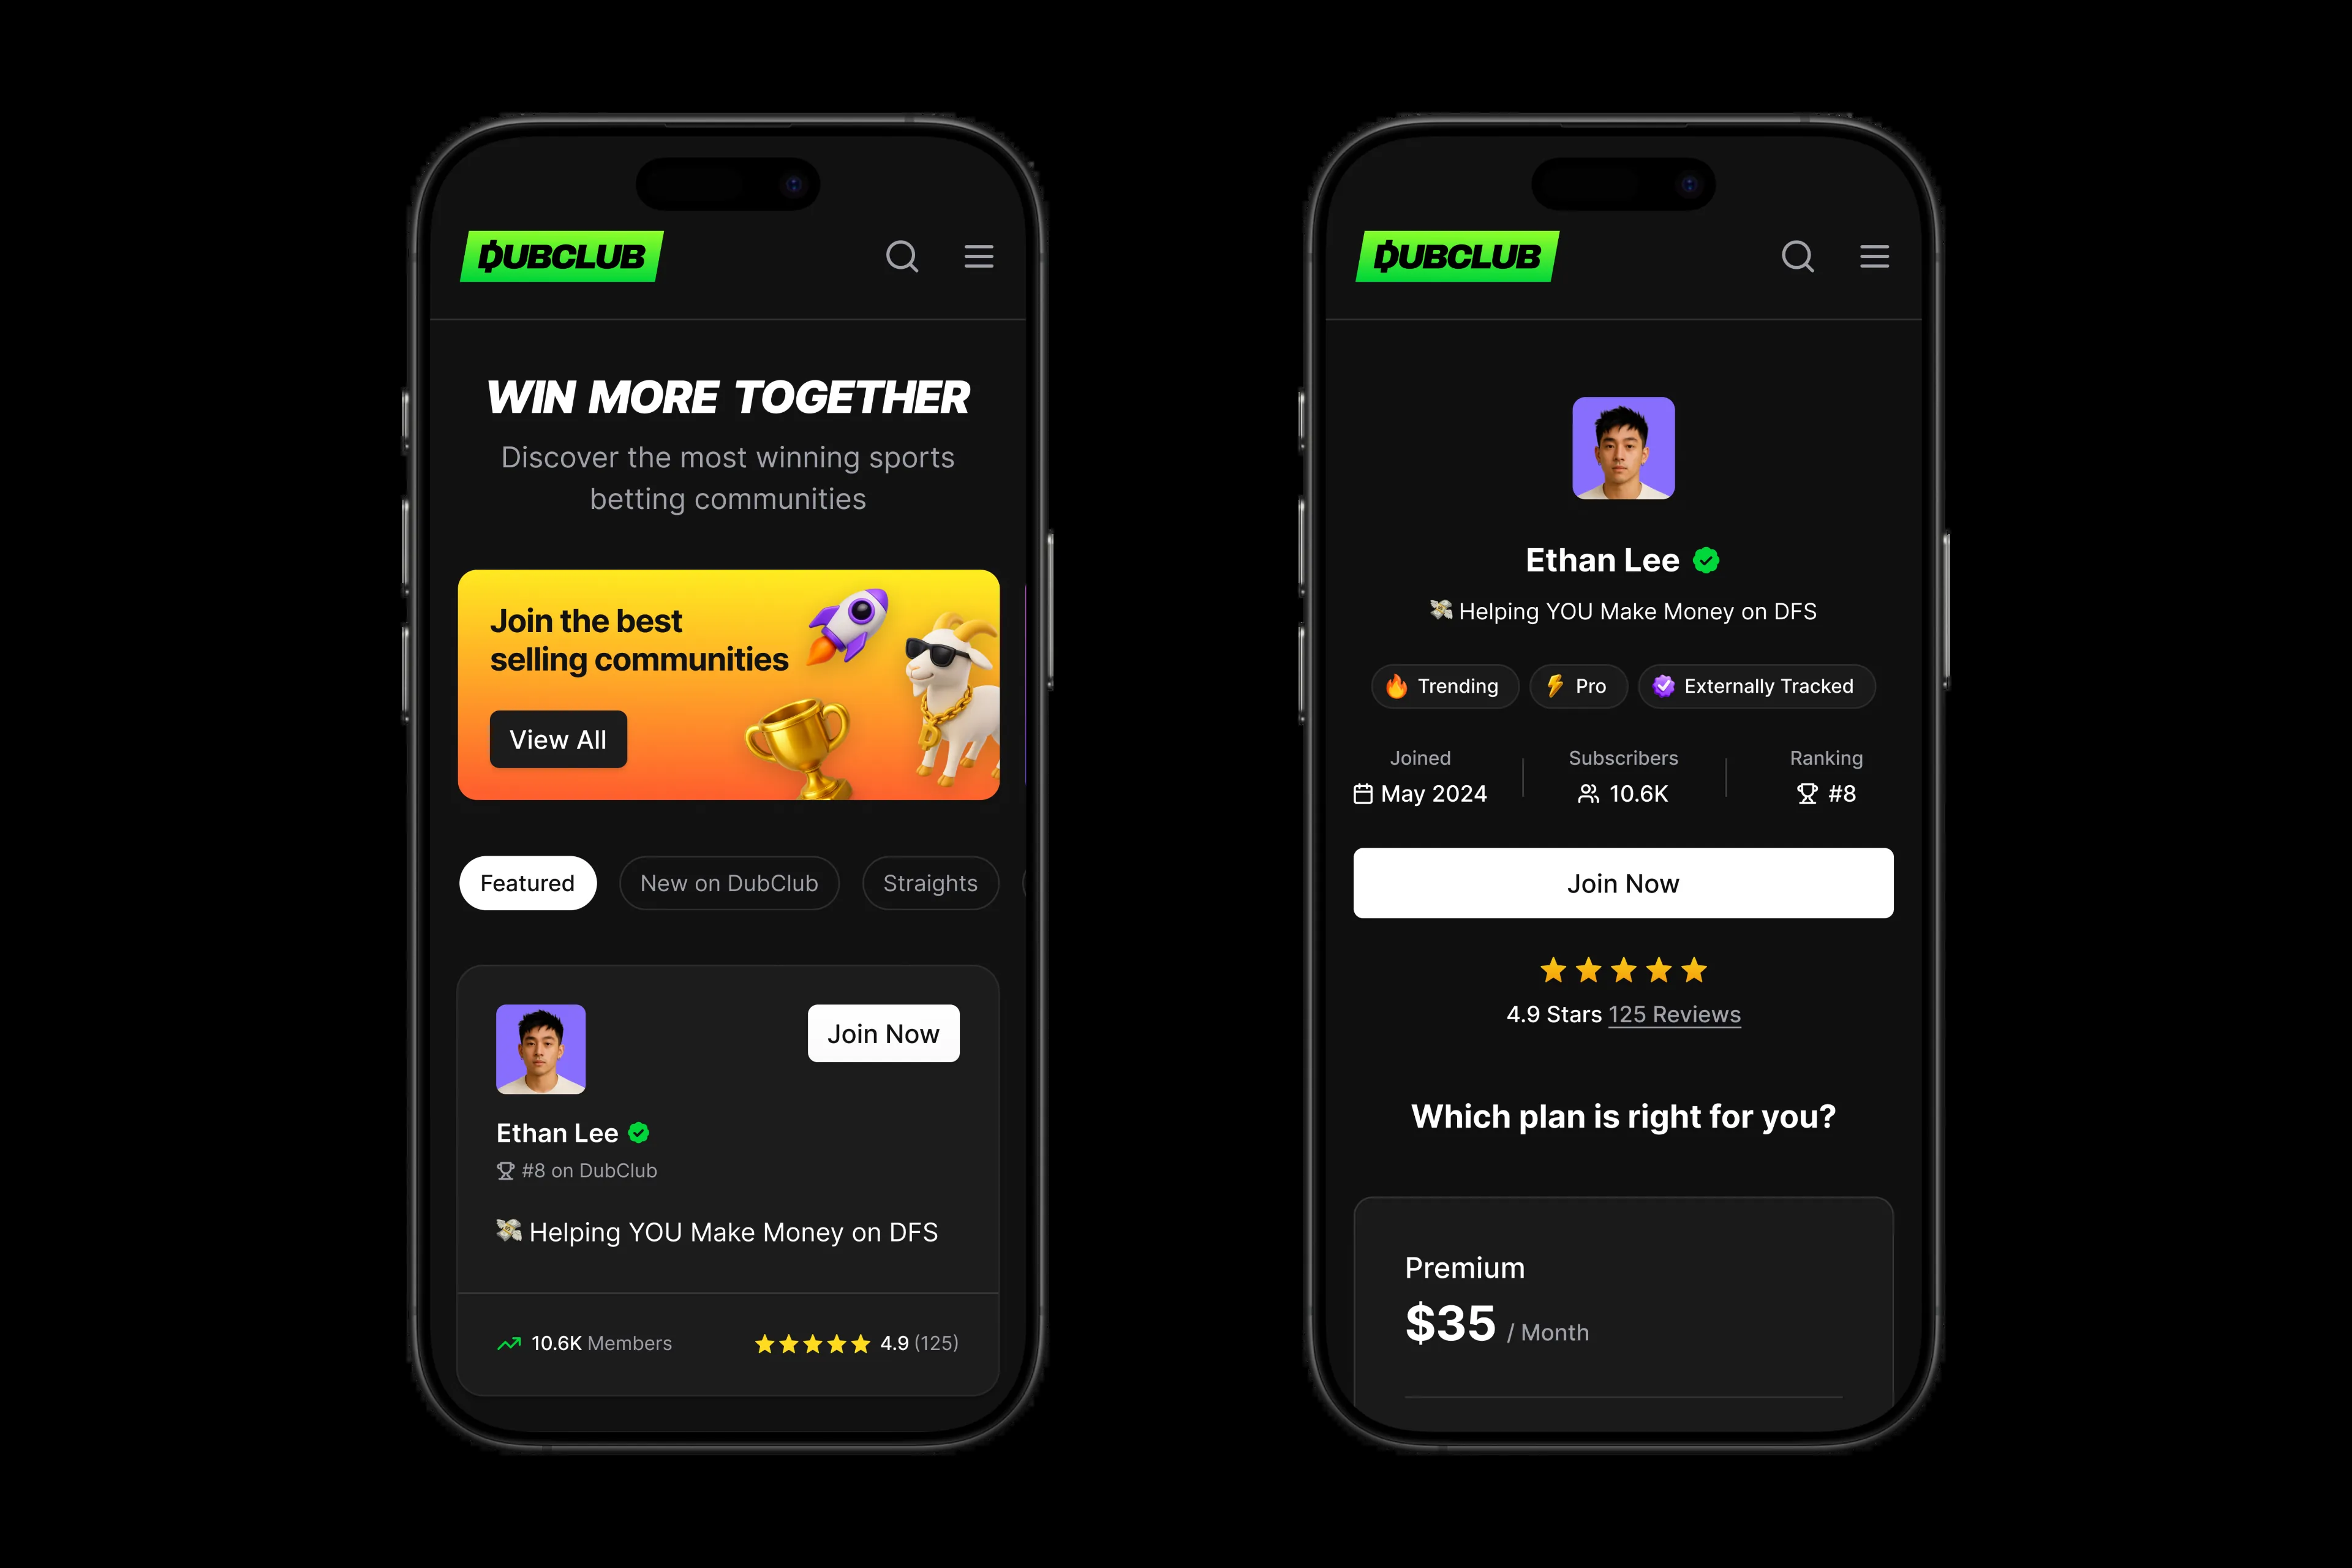 DUBCLUB
WIN MORE TOGETHER
Discover the most winning sports
betting communities
Join the best
selling communities
View All
Featured
New on DubClub
Straights
Join Now
Ethan Lee
#8 on DubClub
💸 Helping YOU Make Money on DFS
10.6K Members
4.9 (125)
DUBCLUB
Ethan Lee
💸 Helping YOU Make Money on DFS
Trending
Pro
Externally Tracked
Joined
May 2024
Subscribers
10.6K
Ranking
#8
Join Now
4.9 Stars 125 Reviews
Which plan is right for you?
Premium
$35 / Month